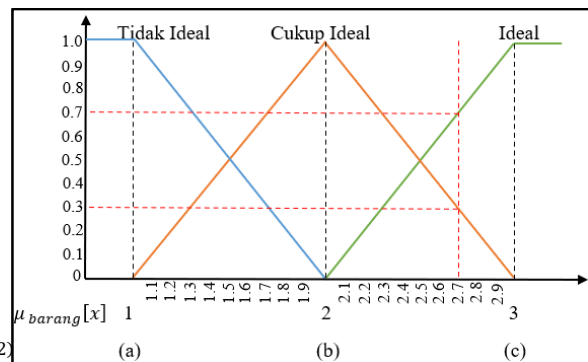 Tidak Ideal Cukup Ideal Ideal
1.0
0.9
0.8
0.7
0.6
0.5
0.4
0.3
0.2
0.1
0
1.1 1.2 1.3 1.4 1.5 1.6 1.7 1.8 1.9 2.1 2.2 2.3 2.4 2.5 2.6 2.7 2.8 2.9
μ barang [x] 1 2 3
2) (a) (b) (c)